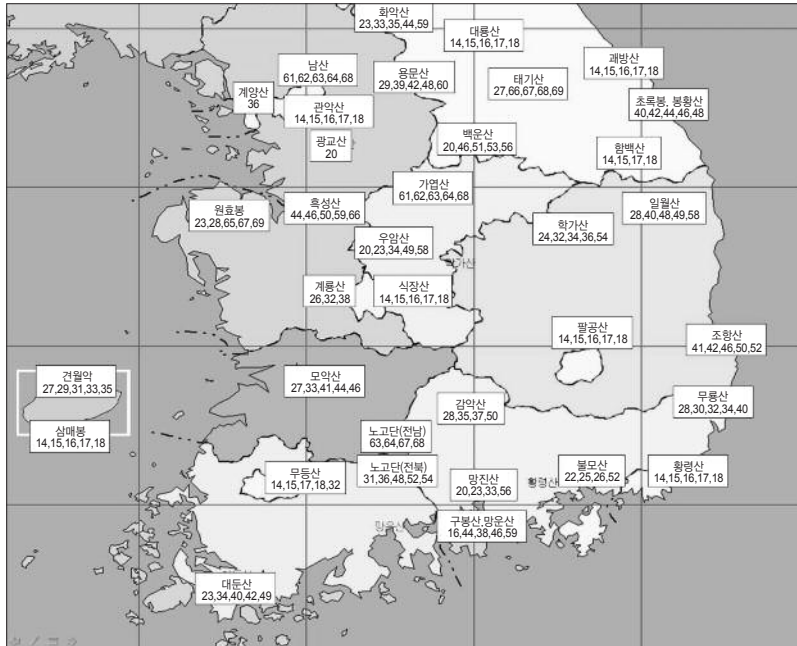 화악산
23,33,35,44,59
대룡산
14,15,16,17,18
괘방산
14,15,16,17,18
남산
61,62,63,64,68
용문산
29,39,42,48,60
태기산
27,66,67,68,69
계양산
36
관악산
14,15,16,17,18
초록봉, 봉황산
40,42,44,46,48
광교산
20
백운산
20,46,51,53,56
함백산
14,15,17,18
가엽산
61,62,63,64,68
원효봉
23,28,65,67,69
흑성산
44,46,50,59,66
일월산
28,40,48,49,58
학가산
24,32,34,36,54
우암산
20,23,34,49,58
계룡산
26,32,38
식장산
14,15,16,17,18
팔공산
14,15,16,17,18
조항산
41,42,46,50,52
견월악
27,29,31,33,35
모악산
27,33,41,44,46
감악산
28,35,37,50
무룡산
28,30,32,34,40
삼매봉
14,15,16,17,18
노고단(전남)
63,64,67,68
무등산
14,15,17,18,32
노고단(전북)
31,36,48,52,54
망진산
20,23,33,56
황령산
불모산
22,25,26,52
황령산
14,15,16,17,18
구봉산,망운산
16,44,38,46,59
망운산
대둔산
23,34,40,42,49